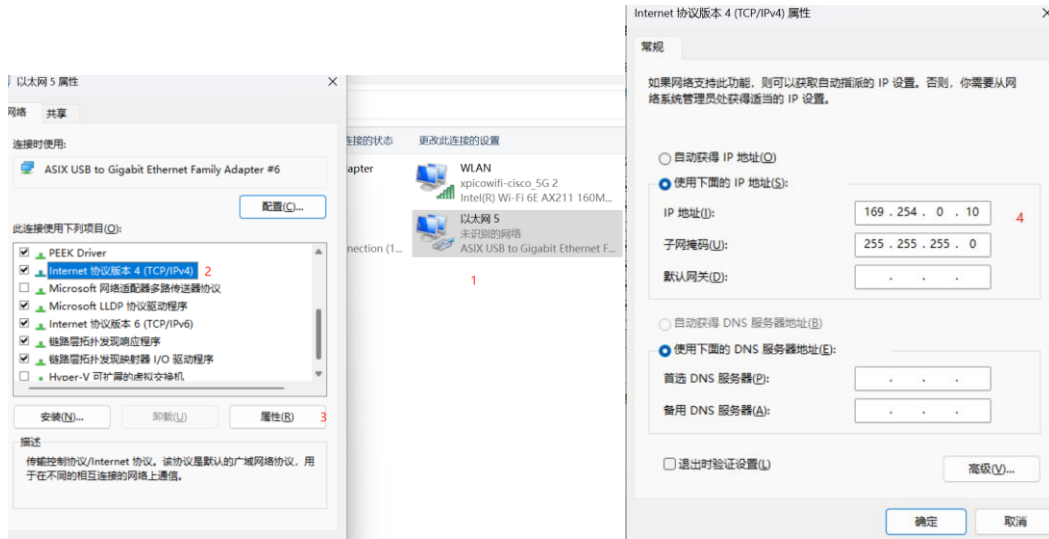 以太网 5 属性
网络
共享
连接时使用:
ASIX USB to Gigabit Ethernet Family Adapter #6
配置(C)...
此连接使用下列项目(O):
PEEK Driver
Internet 协议版本 4 (TCP/IPv4)
2
Microsoft 网络适配器多路传送器协议
Microsoft LLDP 协议驱动程序
Internet 协议版本 6 (TCP/IPv6)
链路层拓扑发现响应程序
链路层拓扑发现映射器 I/O 驱动程序
Hyper-V 可扩展的虚拟交换机
安装(N)...
卸载(U)
属性(R)
3
描述
传输控制协议/Internet 协议。该协议是默认的广域网络协议，用
于在不同的相互连接的网络上通信。
连接的状态
更改此连接的设置
apter
WLAN
xpicowifi-cisco_5G 2
Intel(R) Wi-Fi 6E AX211 160M...
以太网 5
未识别的网络
nnection (1...
ASIX USB to Gigabit Ethernet F...
1
Internet 协议版本 4 (TCP/IPv4) 属性
常规
如果网络支持此功能，则可以获取自动指派的 IP 设置。否则，你需要从网
络系统管理员处获得适当的 IP 设置。
自动获得 IP 地址(O)
使用下面的 IP 地址(S):
IP 地址(I):
169 . 254 . 0 . 10
4
子网掩码(U):
255 . 255 . 255 . 0
默认网关(D):
. . .
自动获得 DNS 服务器地址(B)
使用下面的 DNS 服务器地址(E):
首选 DNS 服务器(P):
. . .
备用 DNS 服务器(A):
. . .
退出时验证设置(L)
高级(V)...
确定
取消